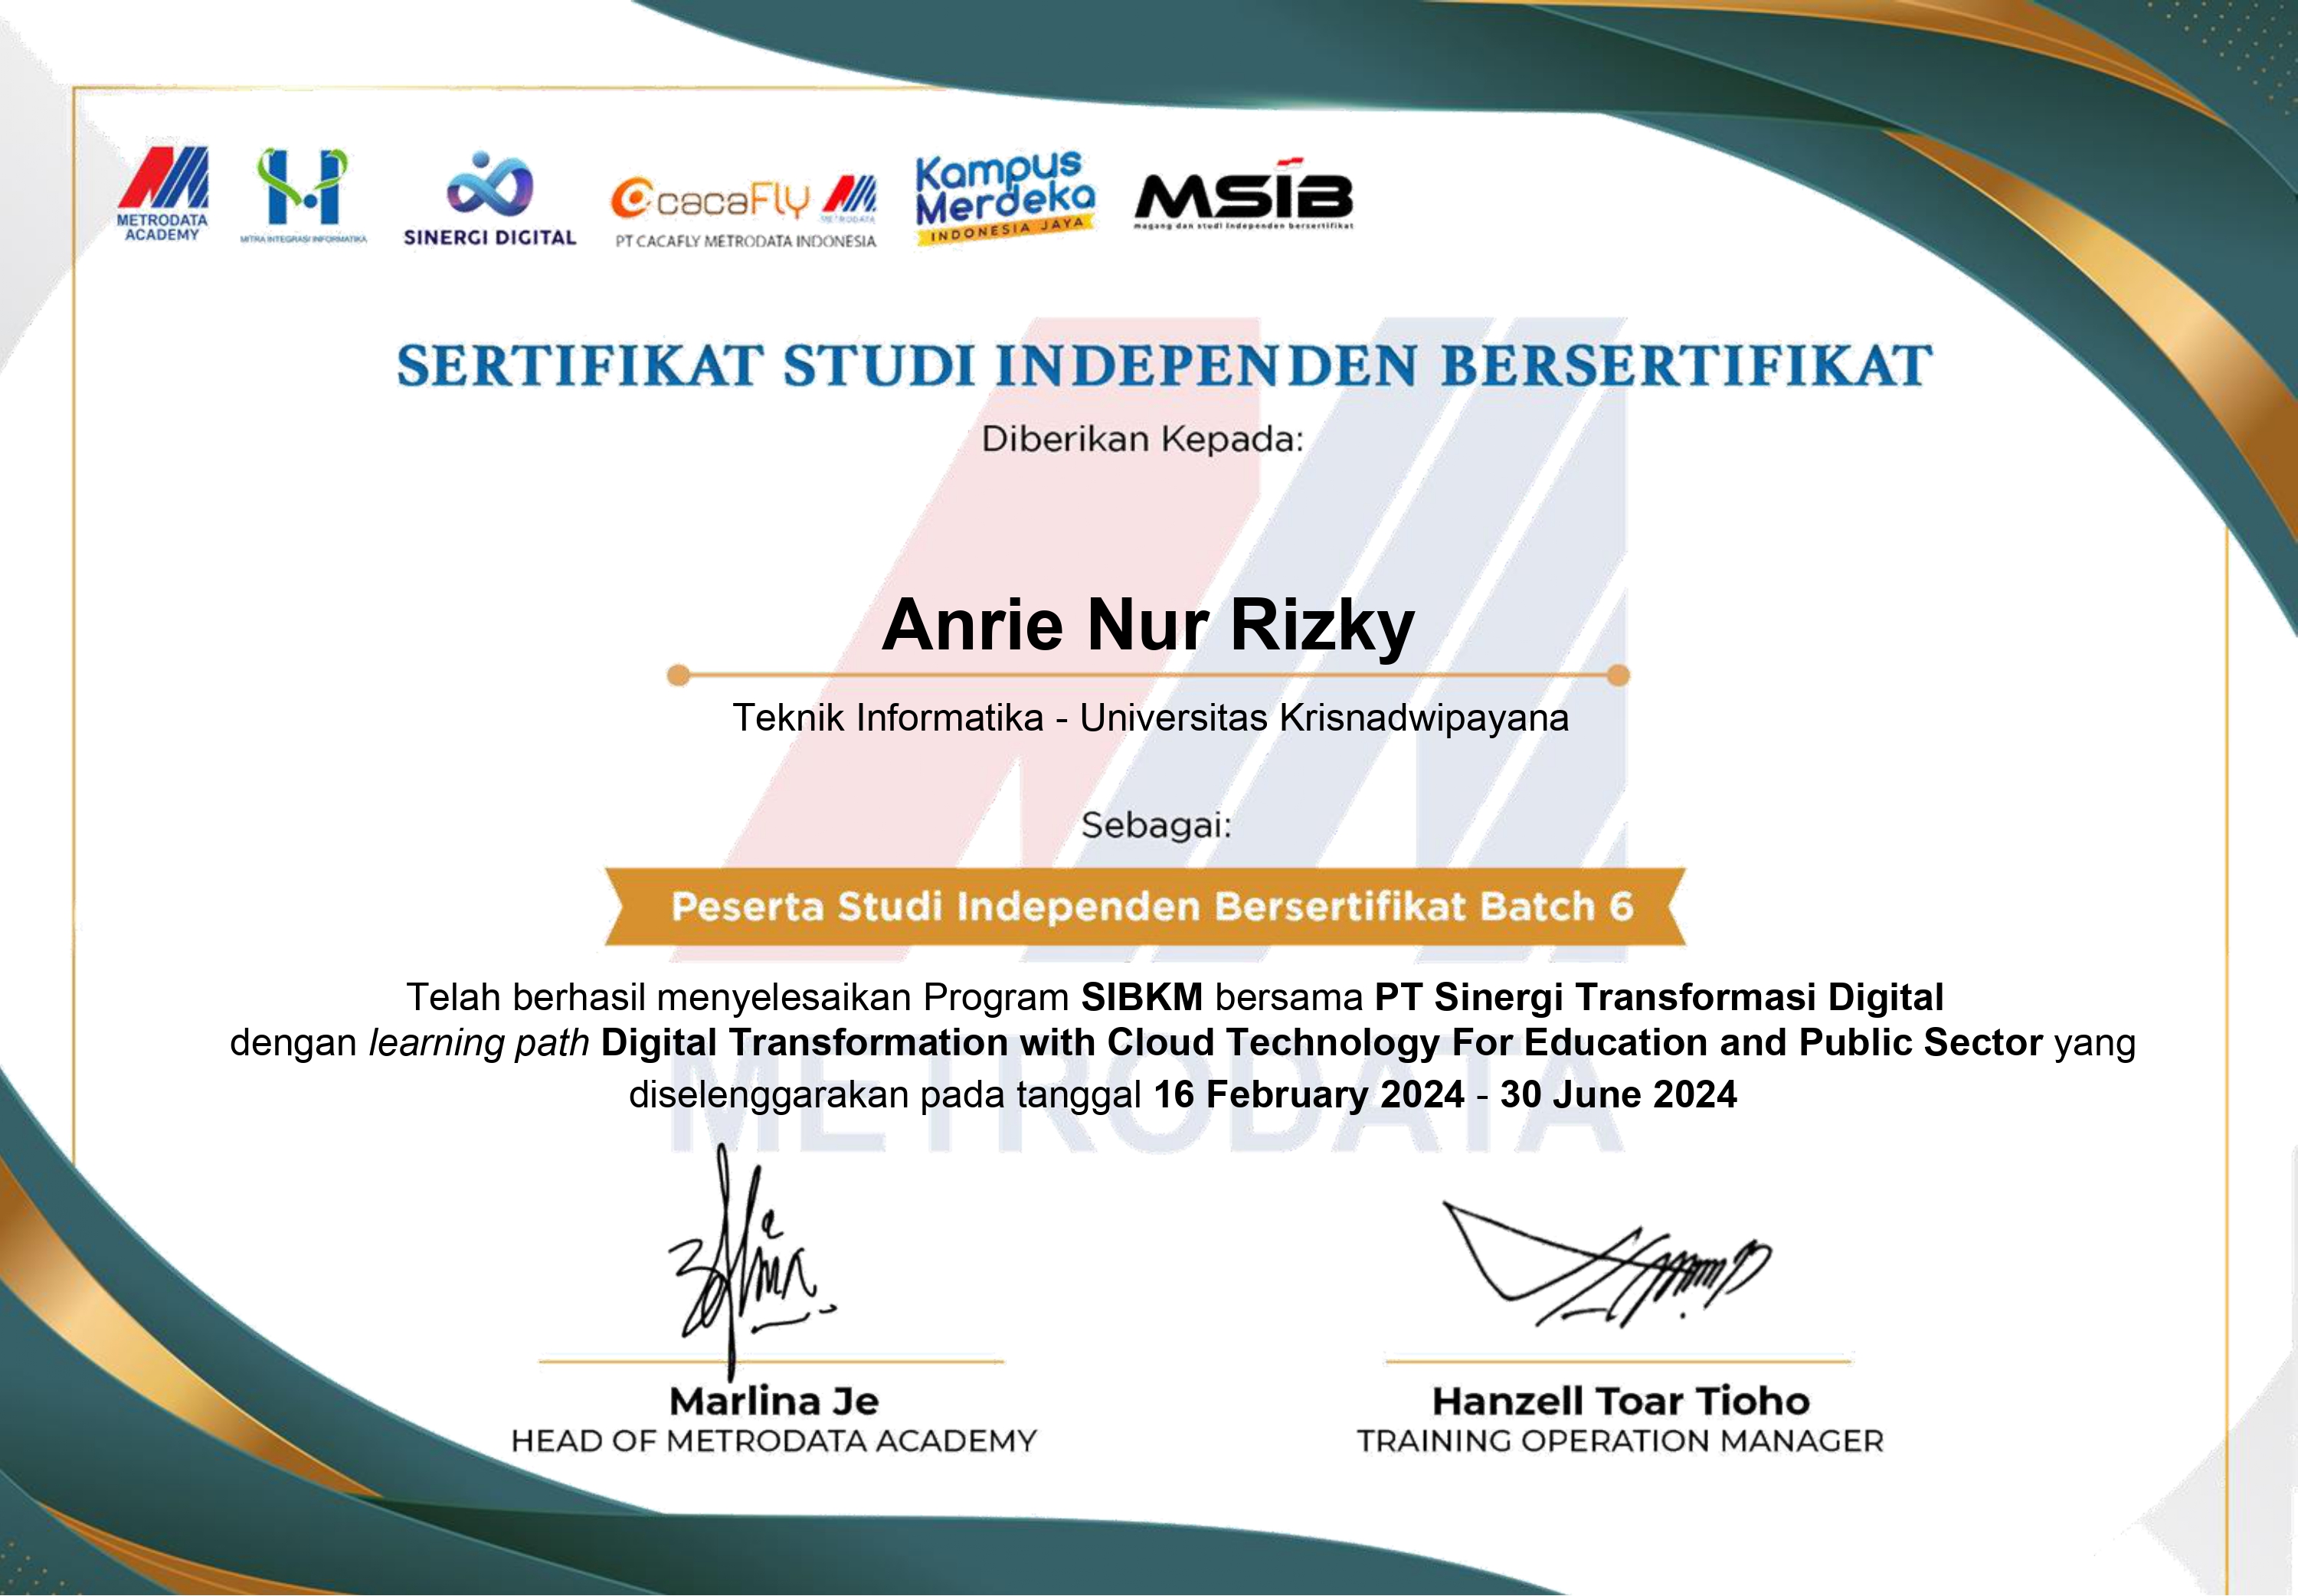 METRODATA
ACADEMY
MITRA INTEGRASI INFORMATIKA
SINERGI DIGITAL
cacaFly METRODATA
PT CACAFLY METRODATA INDONESIA
Kampus
Merdeka
INDONESIA JAYA
MSIB
magang dan studi independen bersertifikat
SERTIFIKAT STUDI INDEPENDEN BERSERTIFIKAT
Diberikan Kepada:
Anrie Nur Rizky
Teknik Informatika - Universitas Krisnadwipayana
Sebagai:
Peserta Studi Independen Bersertifikat Batch 6
Telah berhasil menyelesaikan Program SIBKM bersama PT Sinergi Transformasi Digital
dengan learning path Digital Transformation with Cloud Technology For Education and Public Sector yang
diselenggarakan pada tanggal 16 February 2024 - 30 June 2024
METRODATA
Marlina Je
HEAD OF METRODATA ACADEMY
Hanzell Toar Tioho
TRAINING OPERATION MANAGER